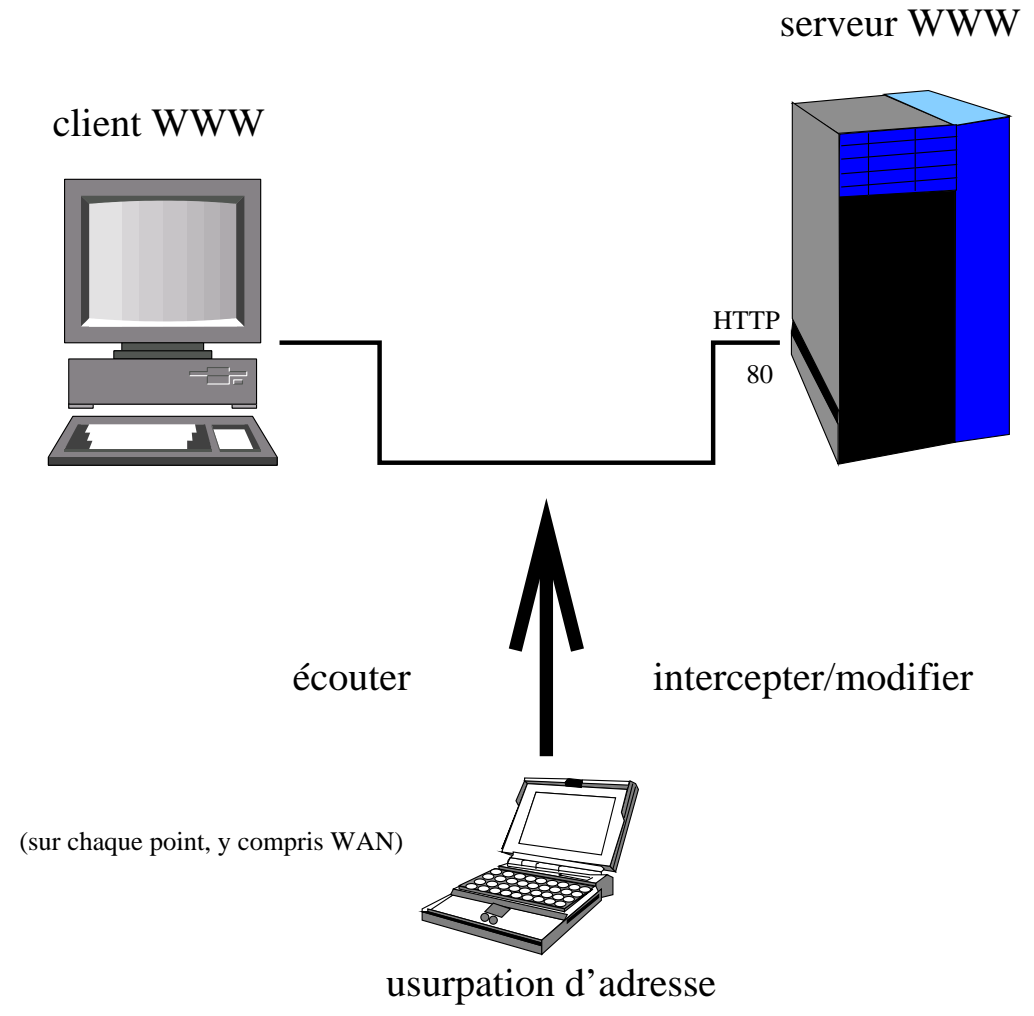 serveur WWW
client WWW
HTTP
80
écouter
intercepter/modifier
(sur chaque point, y compris WAN)
usurpation d'adresse